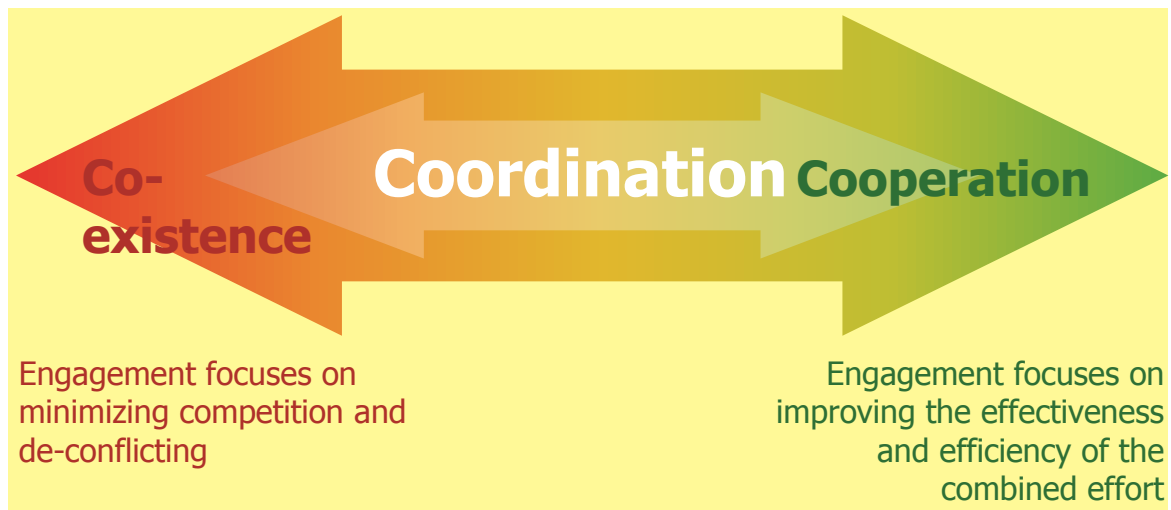 Co-
existence
Coordination
Cooperation
Engagement focuses on
minimizing competition and
de-conflicting
Engagement focuses on
improving the effectiveness
and efficiency of the
combined effort